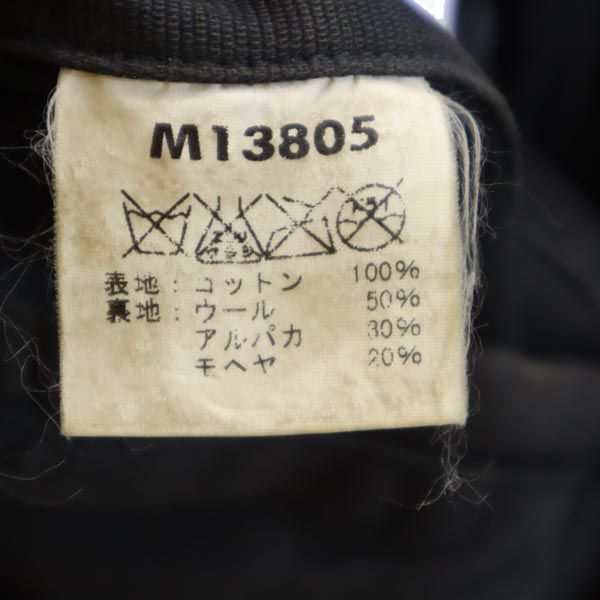 M13805
表地：コットン 100%
裏地：ウール 50%
アルパカ 30%
モヘヤ 20%